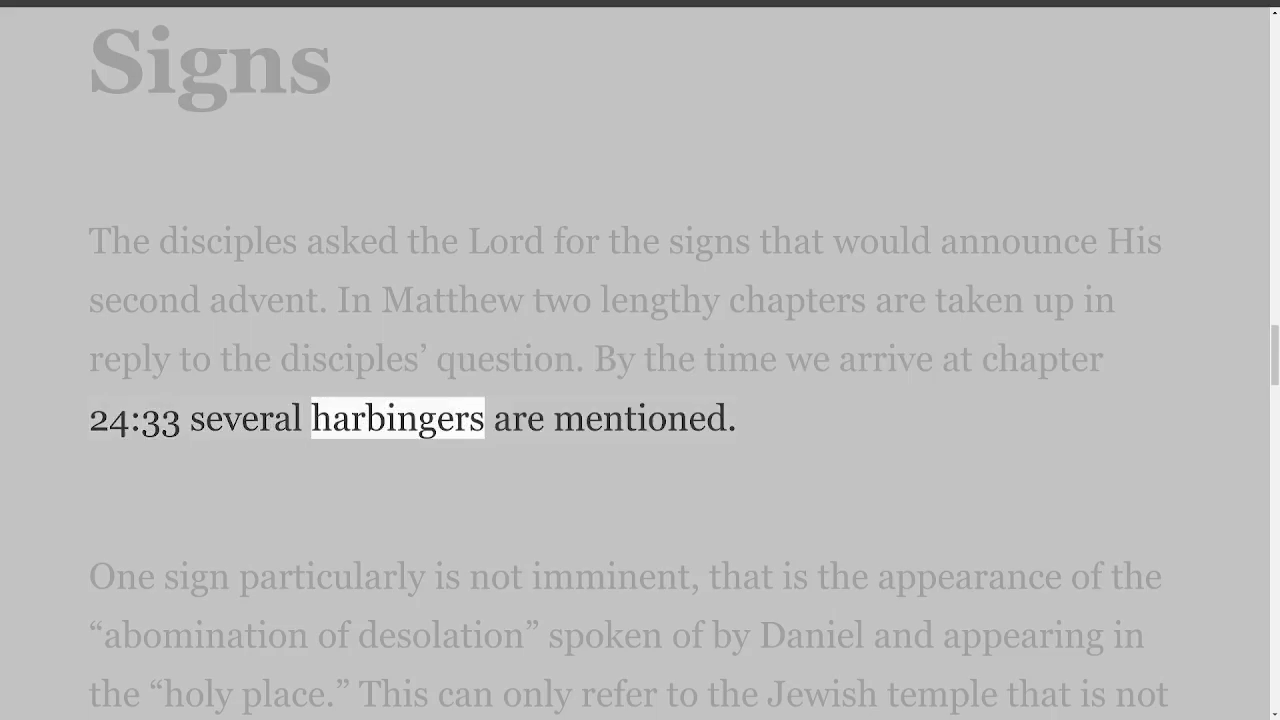 Signs
The disciples asked the Lord for the signs that would announce His
second advent. In Matthew two lengthy chapters are taken up in
reply to the disciples’ question. By the time we arrive at chapter
24:33 several harbingers are mentioned.
One sign particularly is not imminent, that is the appearance of the
“abomination of desolation” spoken of by Daniel and appearing in
the “holy place.” This can only refer to the Jewish temple that is not